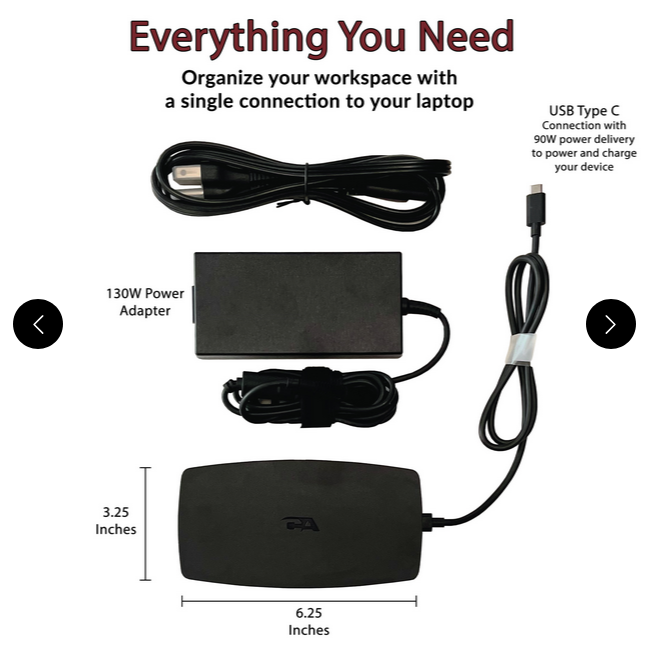 Everything You Need
Organize your workspace with
a single connection to your laptop
USB Type C
Connection with
90W power delivery
to power and charge
your device
130W Power
Adapter
3.25
Inches
6.25
Inches